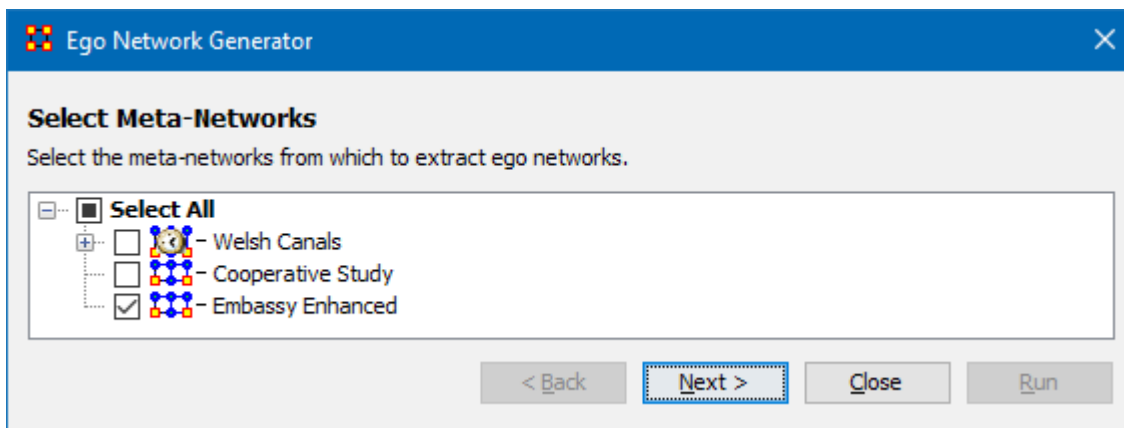 Ego Network Generator
Select Meta-Networks
Select the meta-networks from which to extract ego networks.
Select All
– Welsh Canals
– Cooperative Study
– Embassy Enhanced
< Back Next > Close Run